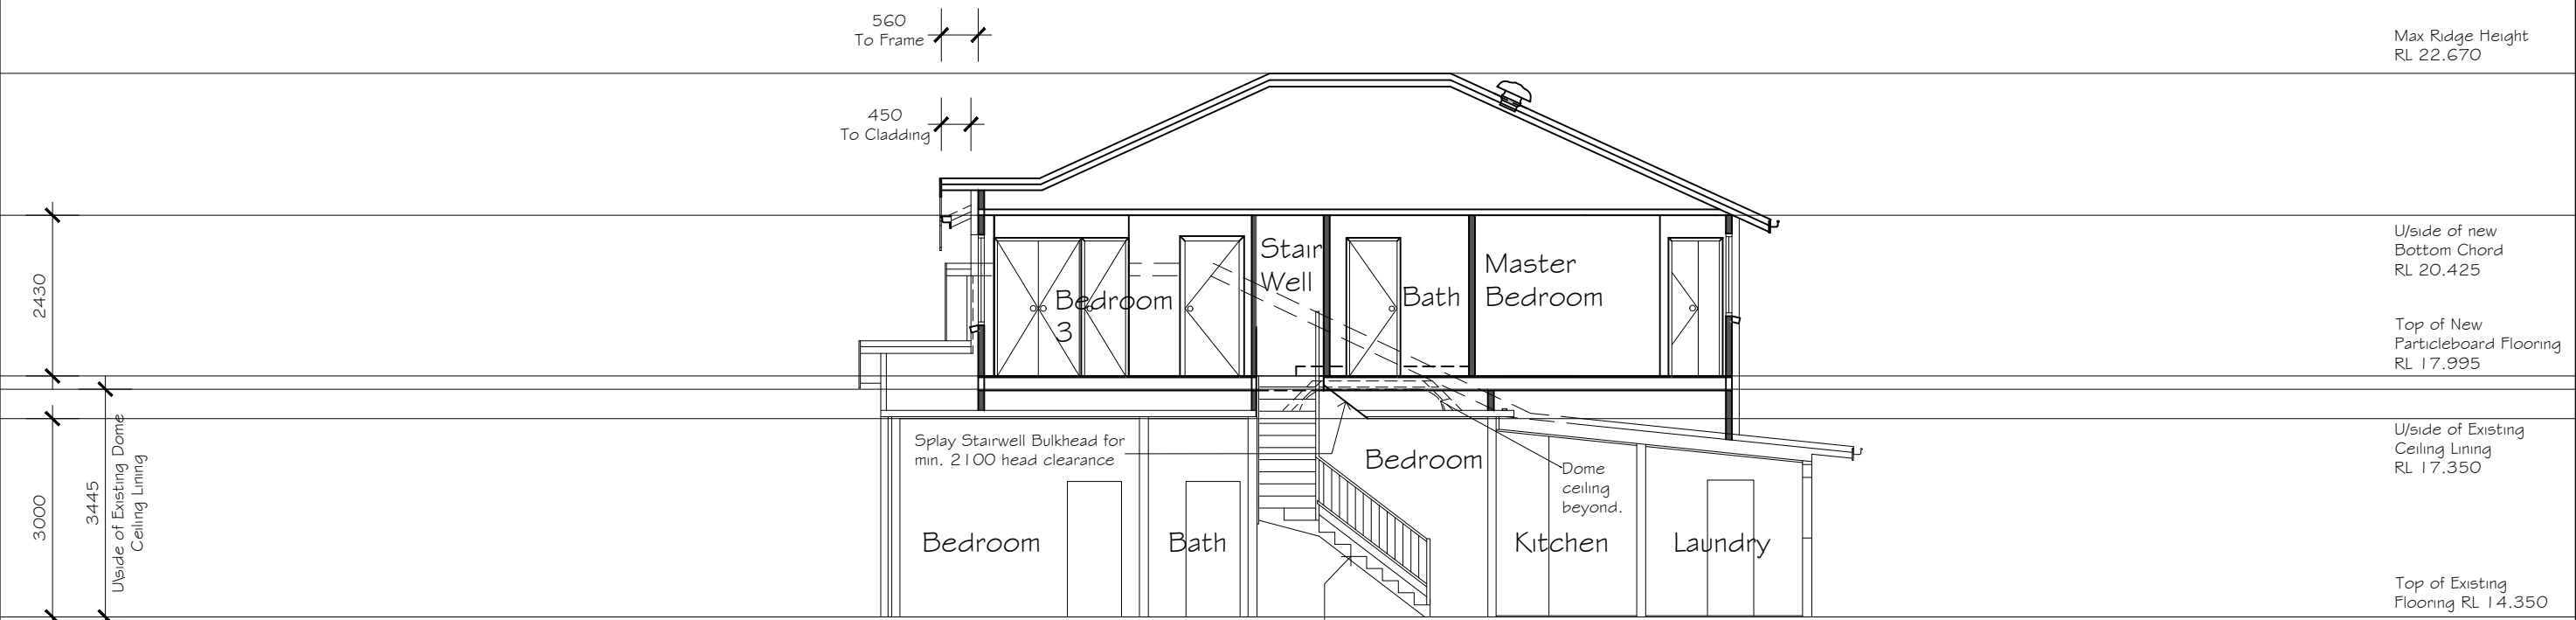 560
To Frame
Max Ridge Height
RL 22.670
450
To Cladding
2430
U/side of new
Bottom Chord
RL 20.425
Stair
Well
Master
Bedroom
Bath
Bedroom
3
Top of New
Particleboard Flooring
RL 17.995
3000
3445
U\side of Existing Dome
Ceiling Lining
Splay Stairwell Bulkhead for
min. 2100 head clearance
Bedroom
Dome
ceiling
beyond.
U/side of Existing
Ceiling Lining
RL 17.350
Bedroom
Bath
Kitchen
Laundry
Top of Existing
Flooring RL 14.350